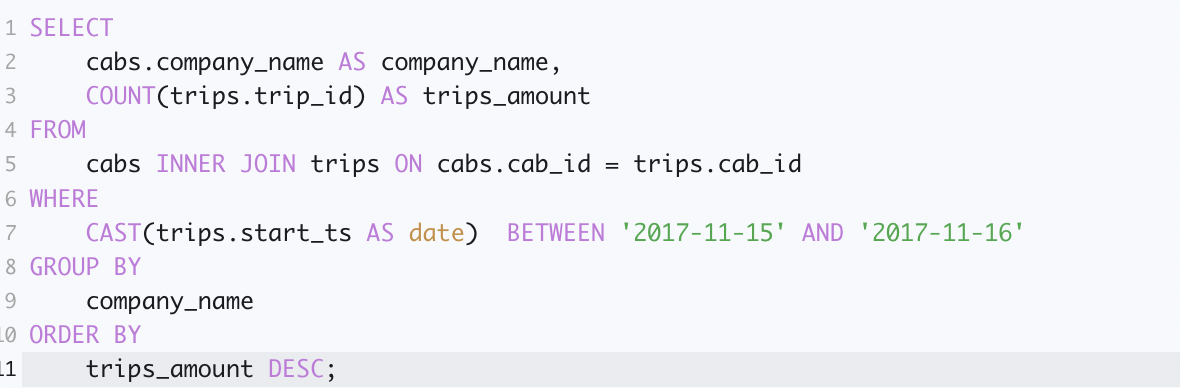 1 SELECT
2     cabs.company_name AS company_name,
3     COUNT(trips.trip_id) AS trips_amount
4 FROM
5     cabs INNER JOIN trips ON cabs.cab_id = trips.cab_id
6 WHERE
7     CAST(trips.start_ts AS date)  BETWEEN '2017-11-15' AND '2017-11-16'
8 GROUP BY
9     company_name
10 ORDER BY
11     trips_amount DESC;